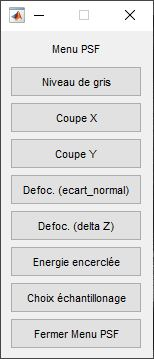 Menu PSF
Niveau de gris
Coupe X
Coupe Y
Defoc. (ecart_normal)
Defoc. (delta Z)
Energie encerclée
Choix échantillonage
Fermer Menu PSF